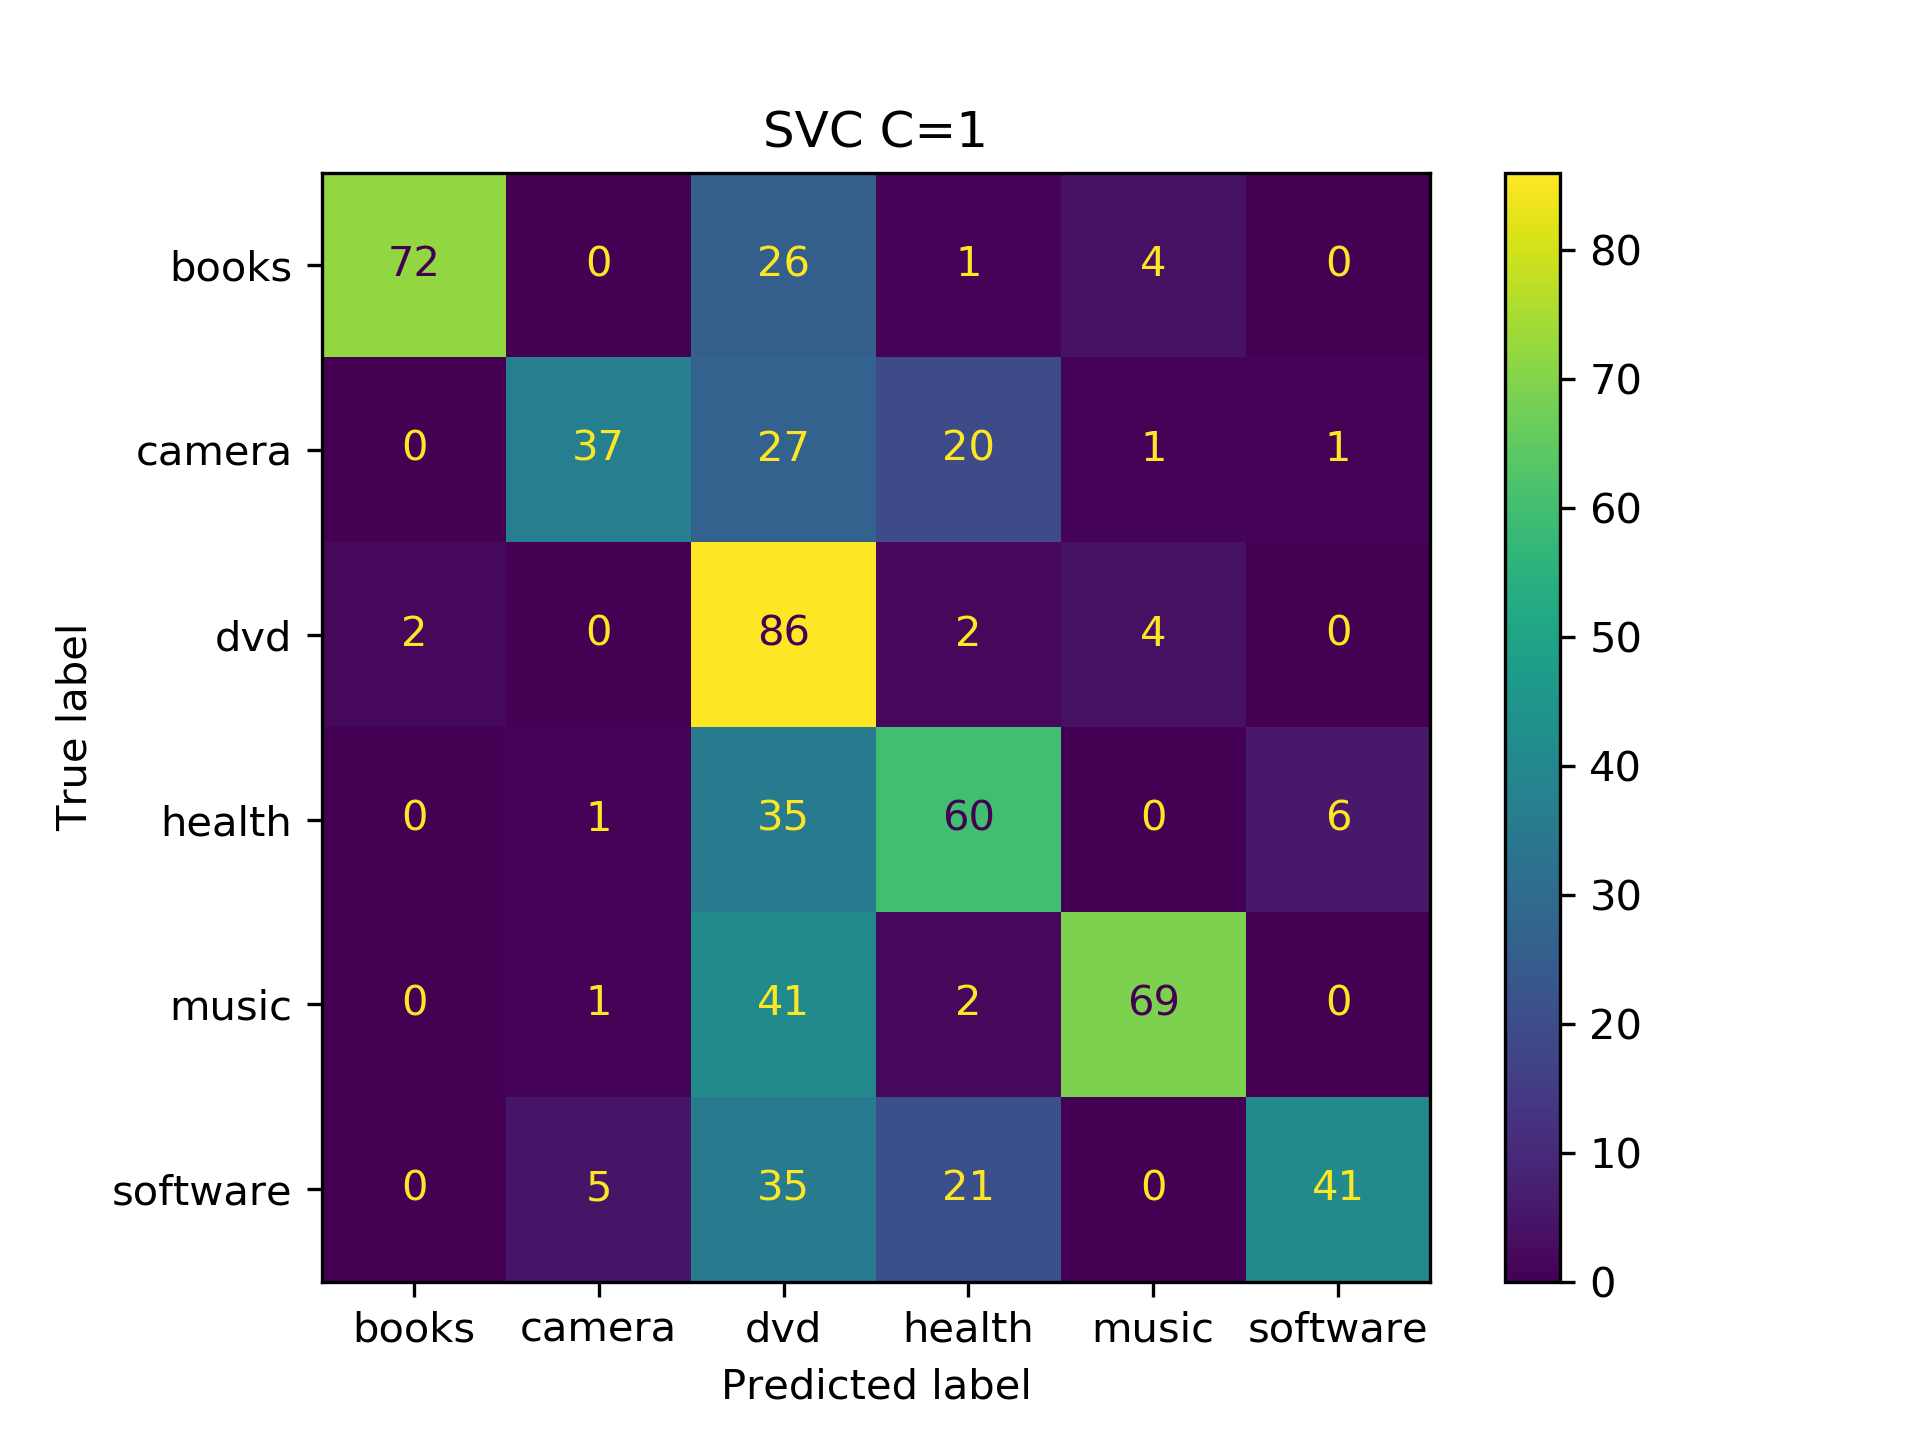 SVC C=1
True label
books 72 0 26 1 4 0
camera 0 37 27 20 1 1
dvd 2 0 86 2 4 0
health 0 1 35 60 0 6
music 0 1 41 2 69 0
software 0 5 35 21 0 41
books camera dvd health music software
Predicted label
80
70
60
50
40
30
20
10
0